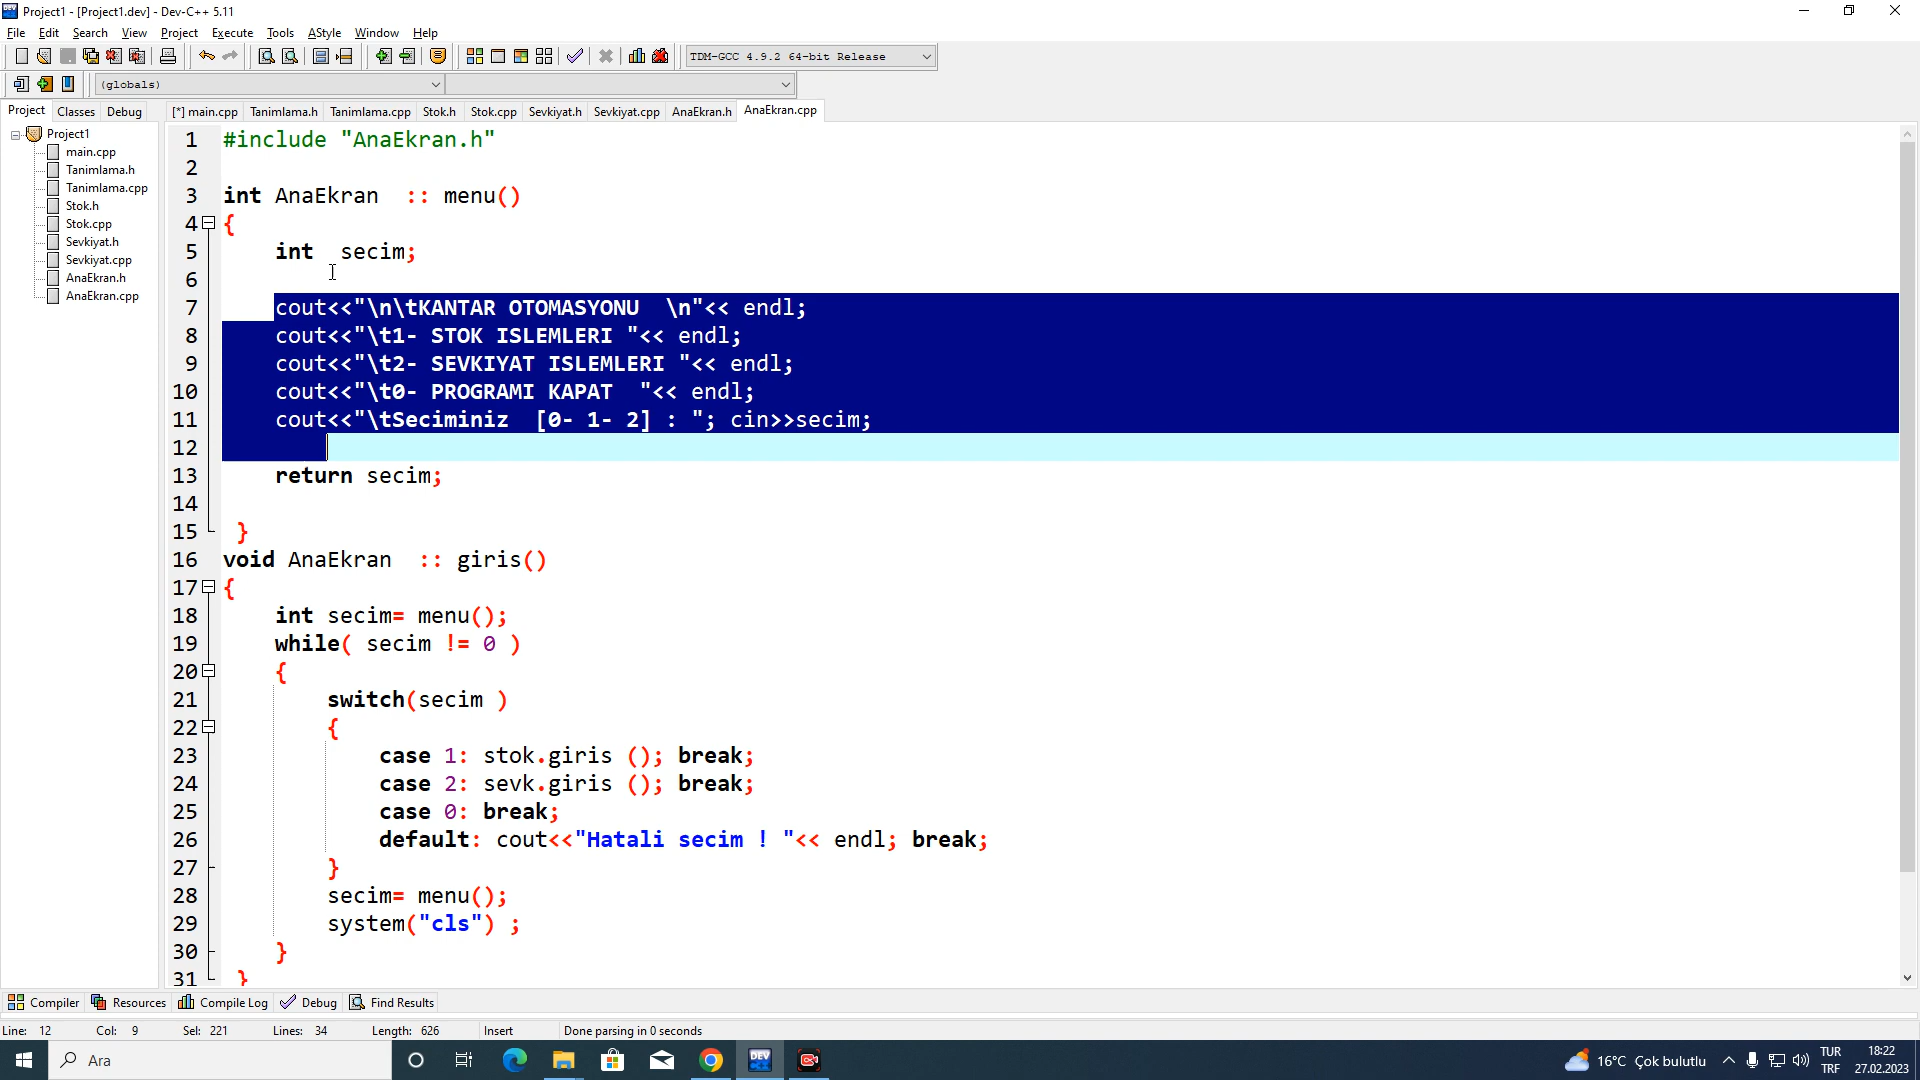 Project1 - [Project1.dev] - Dev-C++ 5.11
File Edit Search View Project Execute Tools AStyle Window Help
TDM-GCC 4.9.2 64-bit Release
(globals)
Project Classes Debug
[*] main.cpp Tanimlama.h Tanimlama.cpp Stok.h Stok.cpp Sevkiyat.h Sevkiyat.cpp AnaEkran.h AnaEkran.cpp
Project1
main.cpp
Tanimlama.h
Tanimlama.cpp
Stok.h
Stok.cpp
Sevkiyat.h
Sevkiyat.cpp
AnaEkran.h
AnaEkran.cpp
1 #include "AnaEkran.h"
2
3 int AnaEkran  :: menu()
4 {
5     int  secim;
6
7     cout<<"\n\tKANTAR OTOMASYONU  \n"<< endl;
8     cout<<"\t1- STOK ISLEMLERI "<< endl;
9     cout<<"\t2- SEVKIYAT ISLEMLERI "<< endl;
10     cout<<"\t0- PROGRAMI KAPAT  "<< endl;
11     cout<<"\tSeciminiz  [0- 1- 2] : "; cin>>secim;
12
13     return secim;
14
15  }
16 void AnaEkran  :: giris()
17 {
18     int secim= menu();
19     while( secim != 0 )
20     {
21         switch(secim )
22         {
23             case 1: stok.giris (); break;
24             case 2: sevk.giris (); break;
25             case 0: break;
26             default: cout<<"Hatali secim ! "<< endl; break;
27         }
28         secim= menu();
29         system("cls") ;
30     }
31  }
Compiler Resources Compile Log Debug Find Results
Line: 12 Col: 9 Sel: 221 Lines: 34 Length: 626 Insert Done parsing in 0 seconds
Ara
DEV
16°C Çok bulutlu
TUR
TRF
18:22
27.02.2023